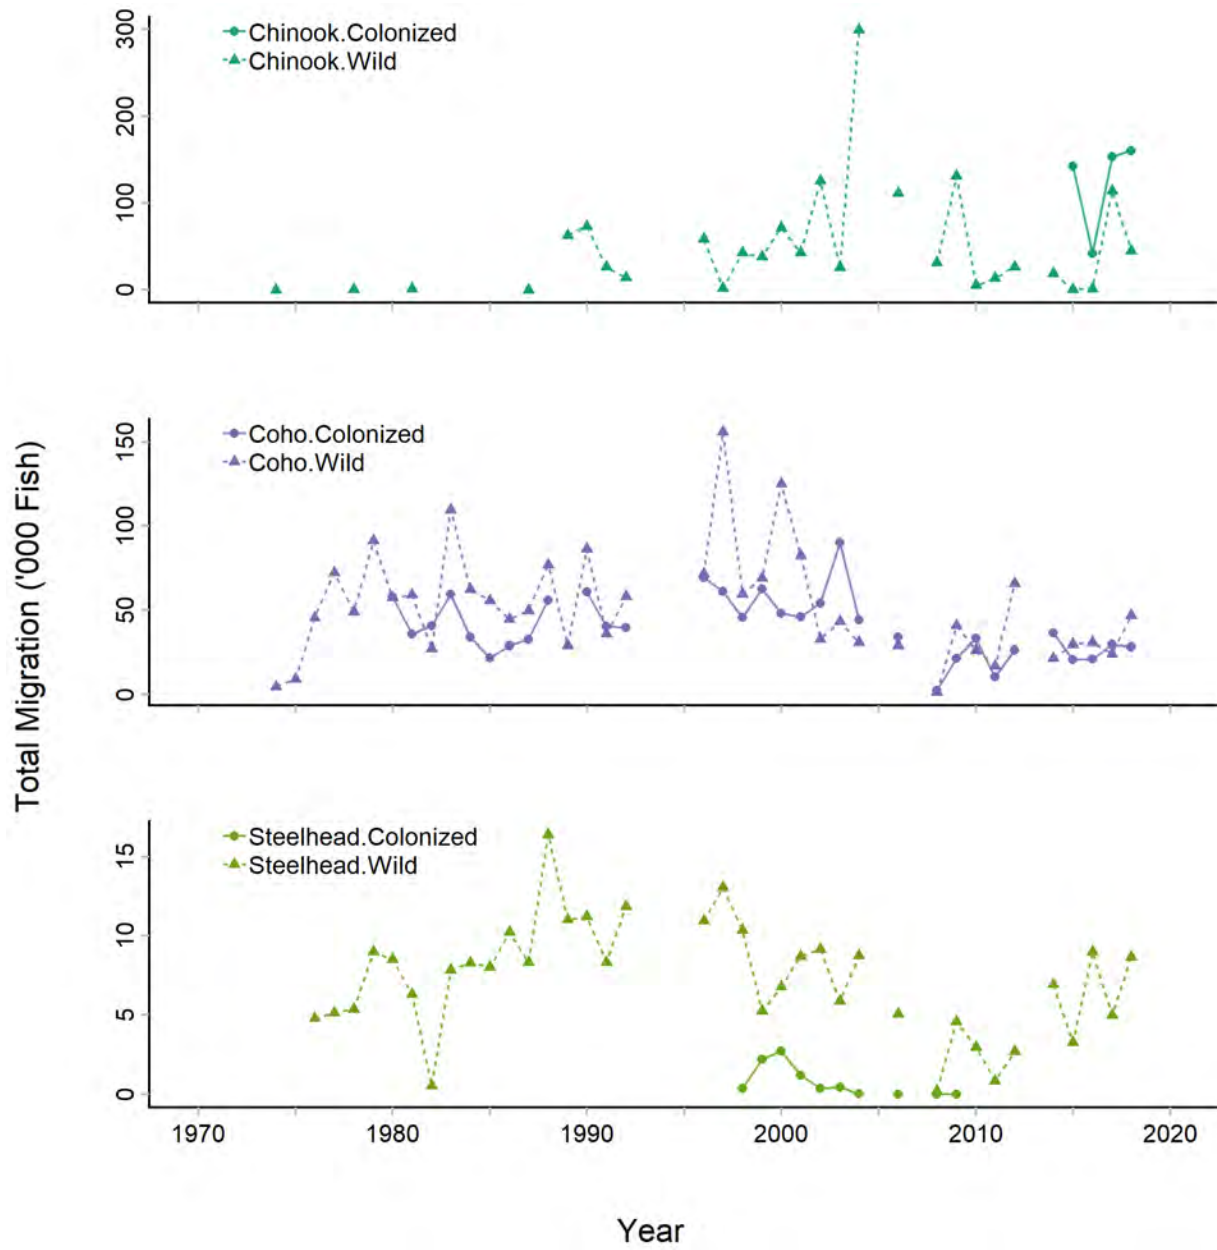 Total Migration ('000 Fish)
300
200
100
0
Chinook.Colonized
Chinook.Wild
150
100
50
0
Coho.Colonized
Coho.Wild
15
10
5
0
Steelhead.Colonized
Steelhead.Wild
1970 1980 1990 2000 2010 2020
Year